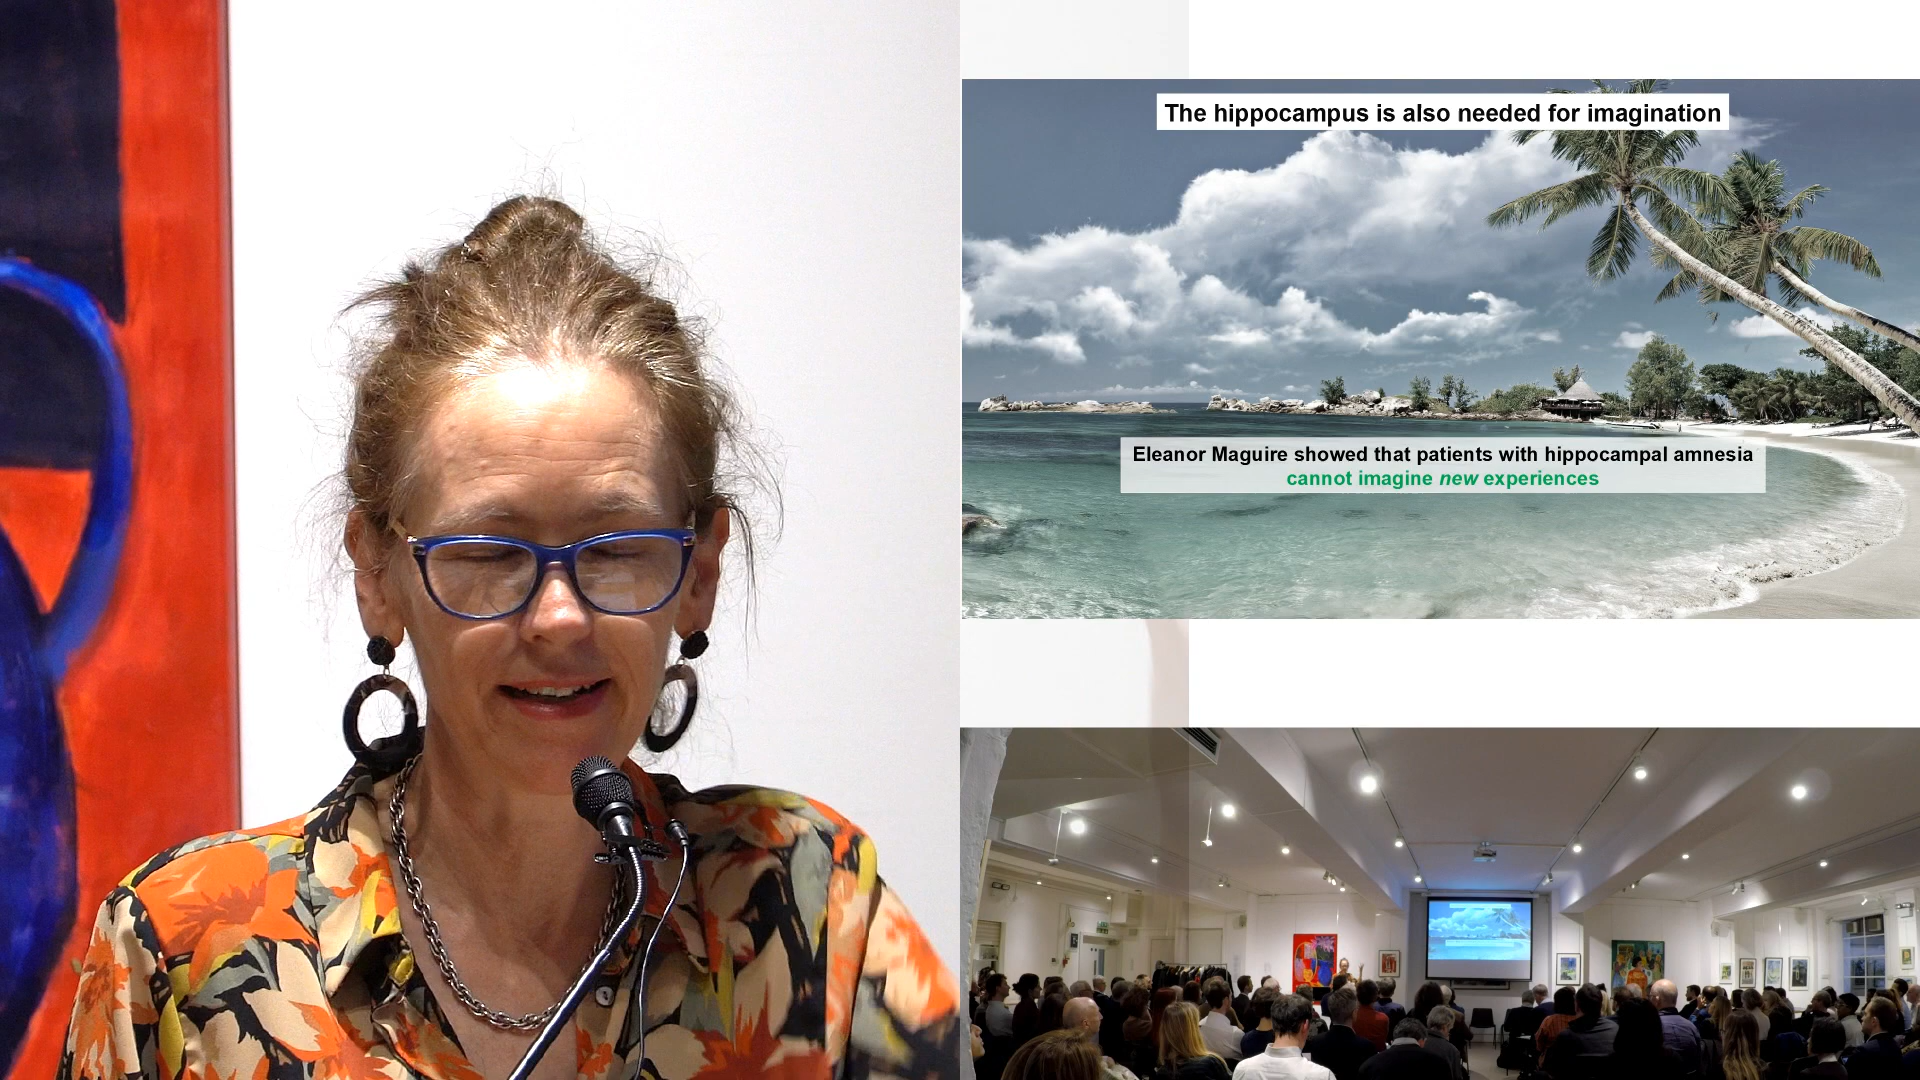 The hippocampus is also needed for imagination
Eleanor Maguire showed that patients with hippocampal amnesia
cannot imagine new experiences